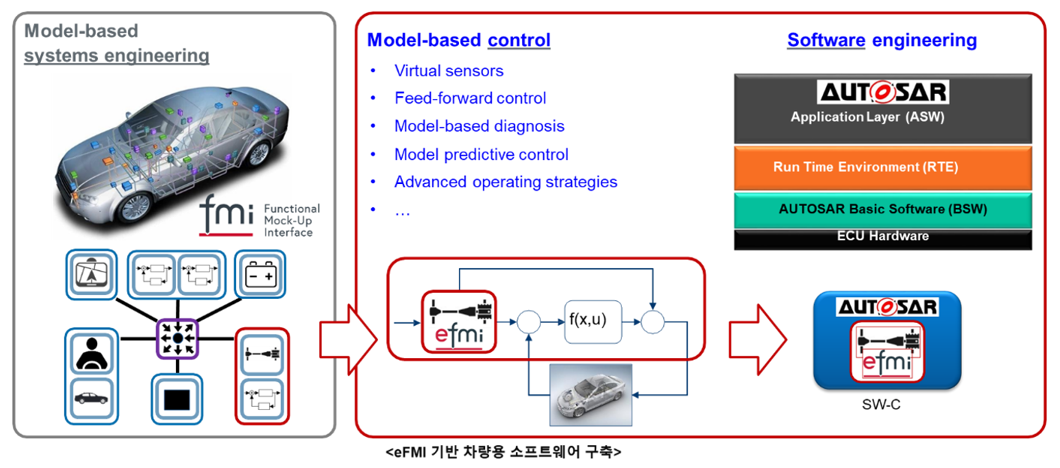 Model-based
systems engineering
fmi Functional
Mock-Up
Interface
Model-based control
• Virtual sensors
• Feed-forward control
• Model-based diagnosis
• Model predictive control
• Advanced operating strategies
• …
efmi
f(x,u)
Software engineering
AUTOSAR
Application Layer (ASW)
Run Time Environment (RTE)
AUTOSAR Basic Software (BSW)
ECU Hardware
AUTOSAR
efmi
SW-C
<eFMI 기반 차량용 소프트웨어 구축>